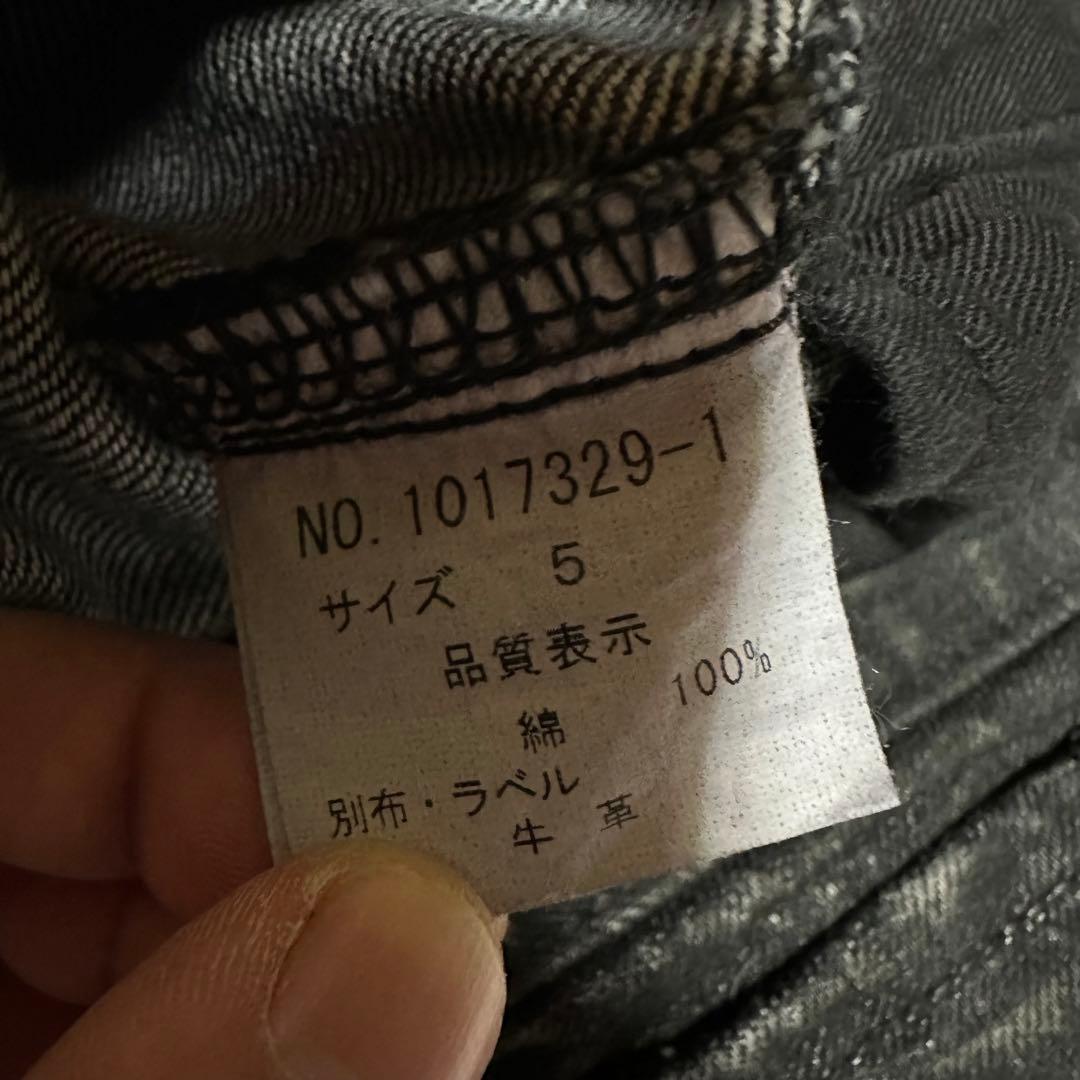 NO. 1017329-1
サイズ 5
品質表示
綿 100%
別布・ラベル
牛 革